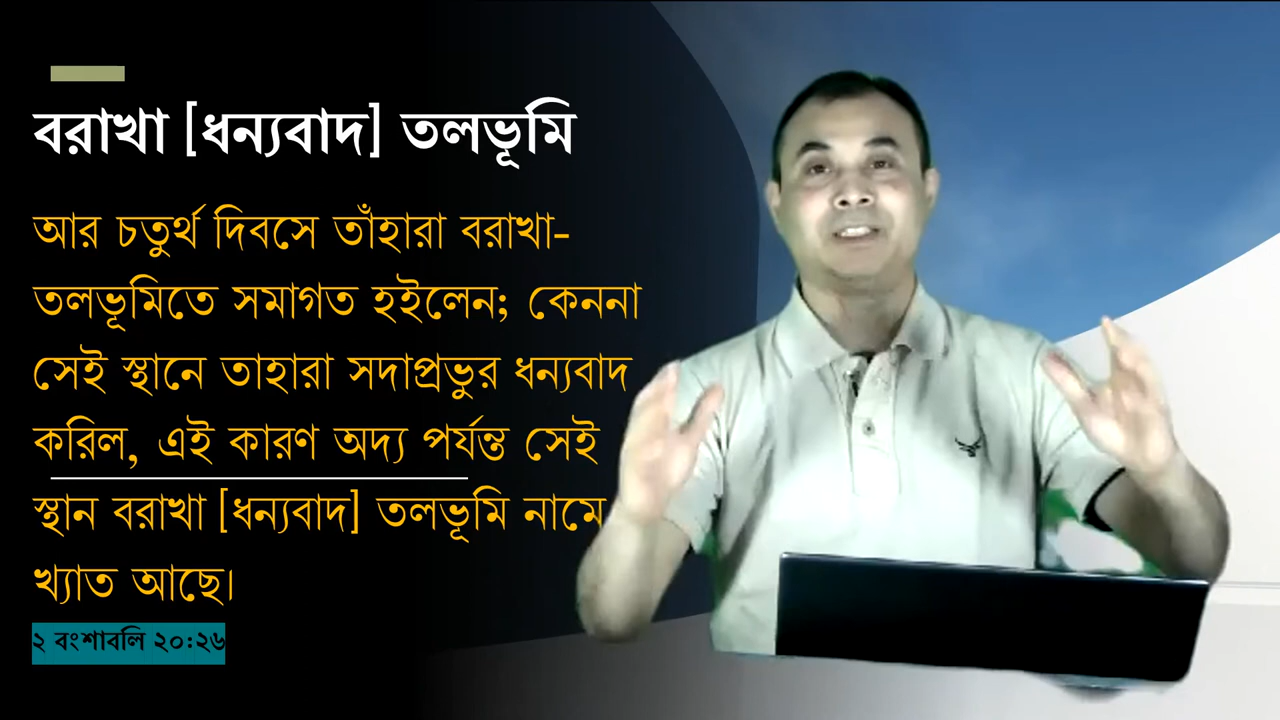 বরাখা [ধন্যবাদ] তলভূমি
আর চতুর্থ দিবসে তাঁহারা বরাখা-
তলভূমিতে সমাগত হইলেন; কেননা
সেই স্থানে তাহারা সদাপ্রভুর ধন্যবাদ
করিল, এই কারণ অদ্য পর্যন্ত সেই
স্থান বরাখা [ধন্যবাদ] তলভূমি নামে
খ্যাত আছে।
২ বংশাবলি ২০:২৬